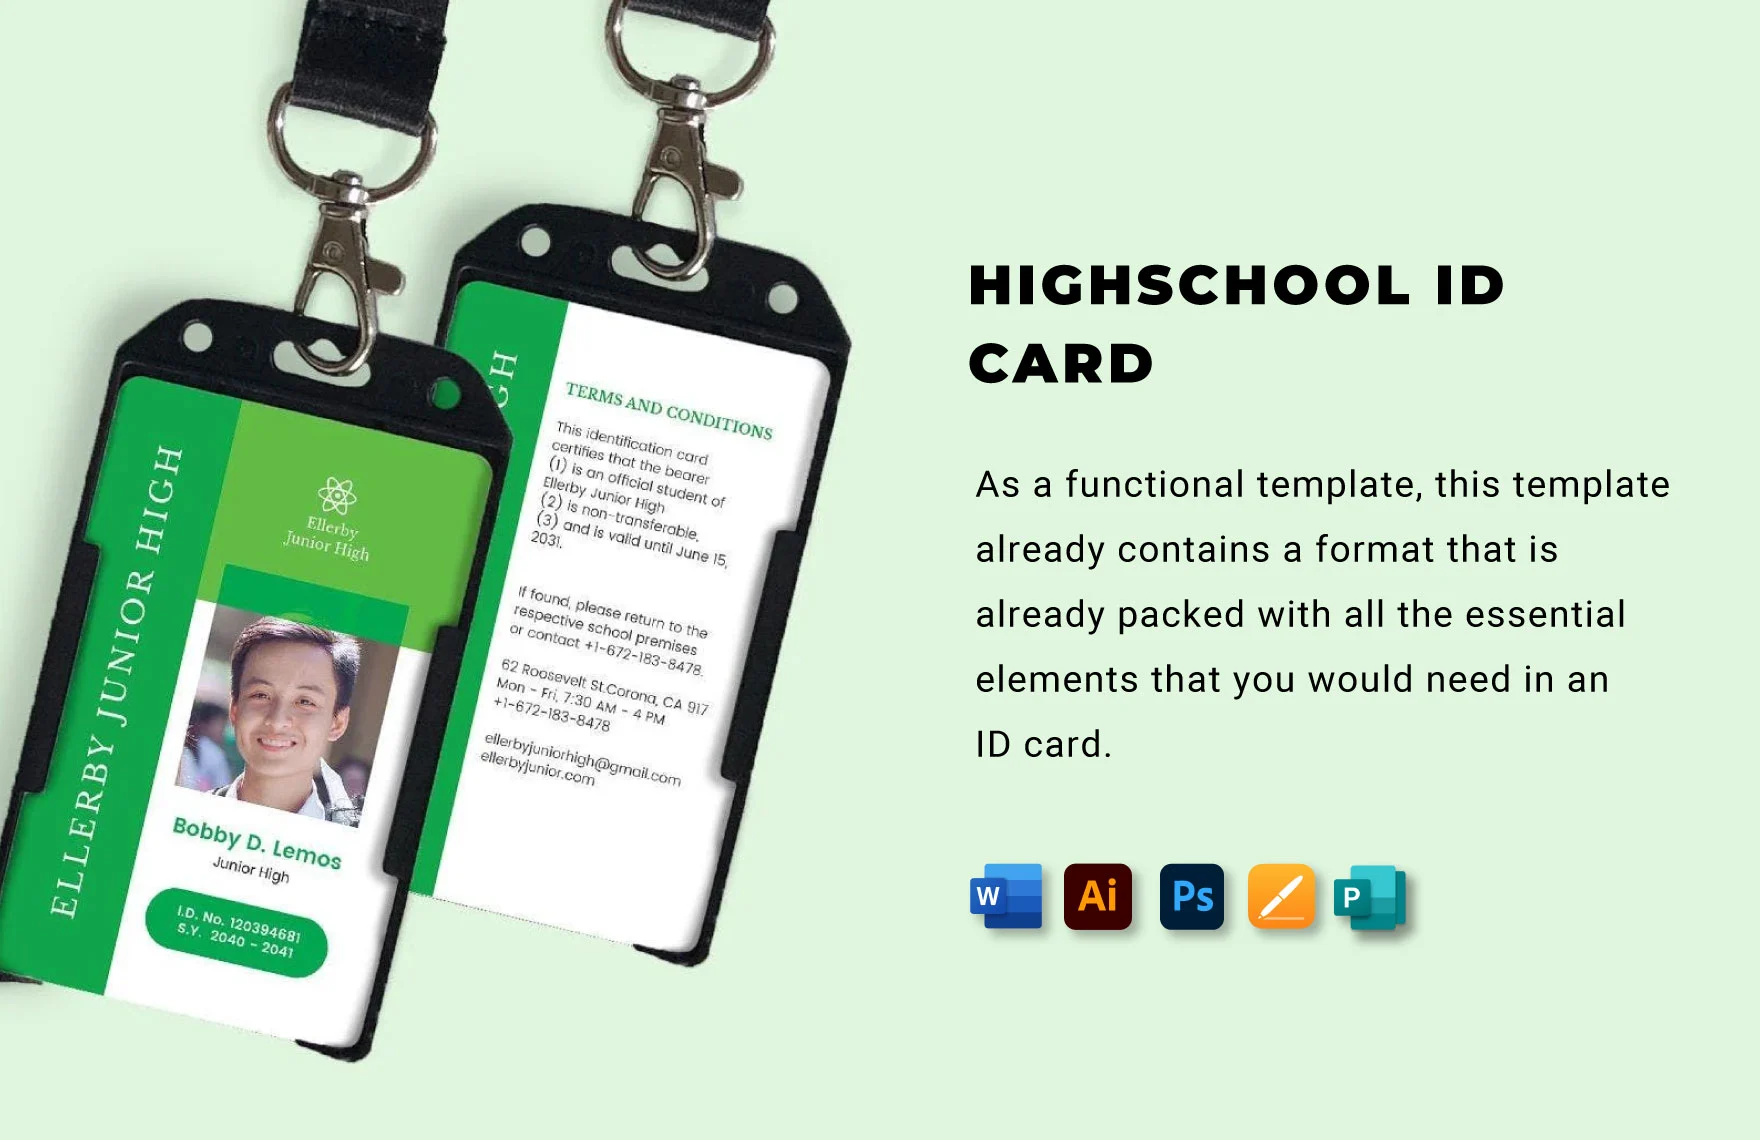 ELLERBY JUNIOR HIGH
Ellerby
Junior High
Bobby D. Lemos
Junior High
I.D. No. 120394681
S.Y. 2040 - 2041
GH
TERMS AND CONDITIONS
This identification card
certifies that the bearer
(1) is an official student of
Ellerby Junior High
(2) is non-transferable,
(3) and is valid until June 15,
2031.
If found, please return to the
respective school premises
or contact +1-672-183-8478.
62 Roosevelt St.Corona, CA 917
Mon - Fri, 7:30 AM - 4 PM
+1-672-183-8478
ellerbyjuniorhigh@gmail.com
ellerbyjunior.com
HIGHSCHOOL ID
CARD
As a functional template, this template
already contains a format that is
already packed with all the essential
elements that you would need in an
ID card.
W
Ai
Ps
P